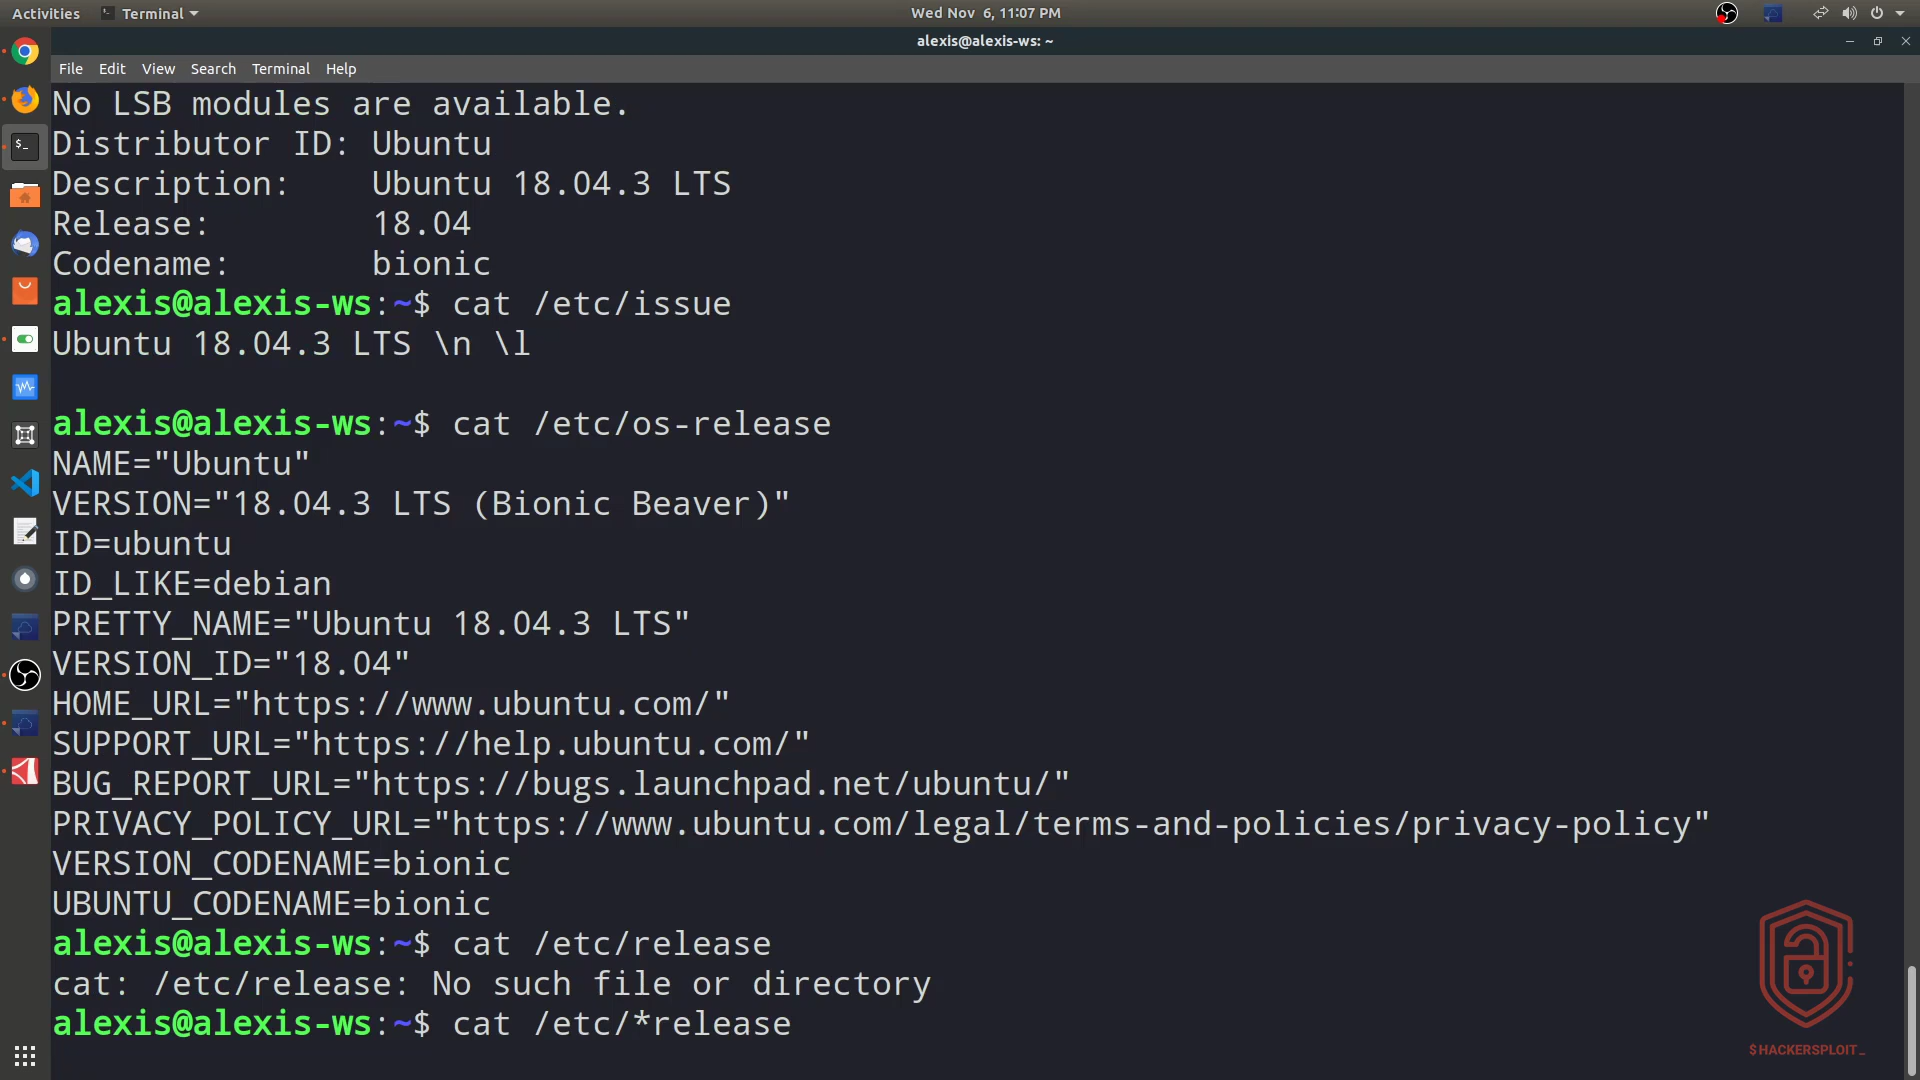 Activities Terminal Wed Nov 6, 11:07 PM
alexis@alexis-ws: ~
File Edit View Search Terminal Help
No LSB modules are available.
Distributor ID: Ubuntu
Description:    Ubuntu 18.04.3 LTS
Release:        18.04
Codename:       bionic
alexis@alexis-ws:~$ cat /etc/issue
Ubuntu 18.04.3 LTS \n \l
alexis@alexis-ws:~$ cat /etc/os-release
NAME="Ubuntu"
VERSION="18.04.3 LTS (Bionic Beaver)"
ID=ubuntu
ID_LIKE=debian
PRETTY_NAME="Ubuntu 18.04.3 LTS"
VERSION_ID="18.04"
HOME_URL="https://www.ubuntu.com/"
SUPPORT_URL="https://help.ubuntu.com/"
BUG_REPORT_URL="https://bugs.launchpad.net/ubuntu/"
PRIVACY_POLICY_URL="https://www.ubuntu.com/legal/terms-and-policies/privacy-policy"
VERSION_CODENAME=bionic
UBUNTU_CODENAME=bionic
alexis@alexis-ws:~$ cat /etc/release
cat: /etc/release: No such file or directory
alexis@alexis-ws:~$ cat /etc/*release
$HACKERSPLOIT_